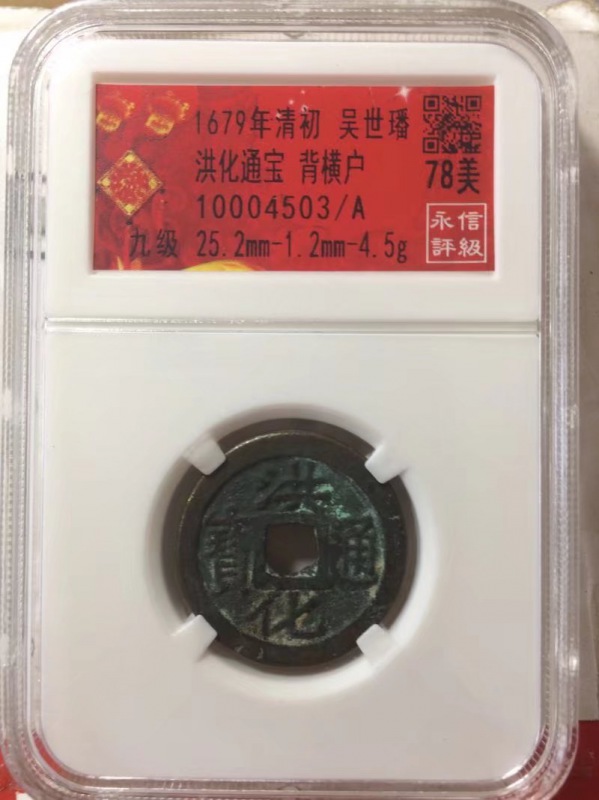 1679年清初 吴世璠
洪化通宝 背横户
78美
10004503/A
九级 25.2mm-1.2mm-4.5g
永信
評級
洪化通寶